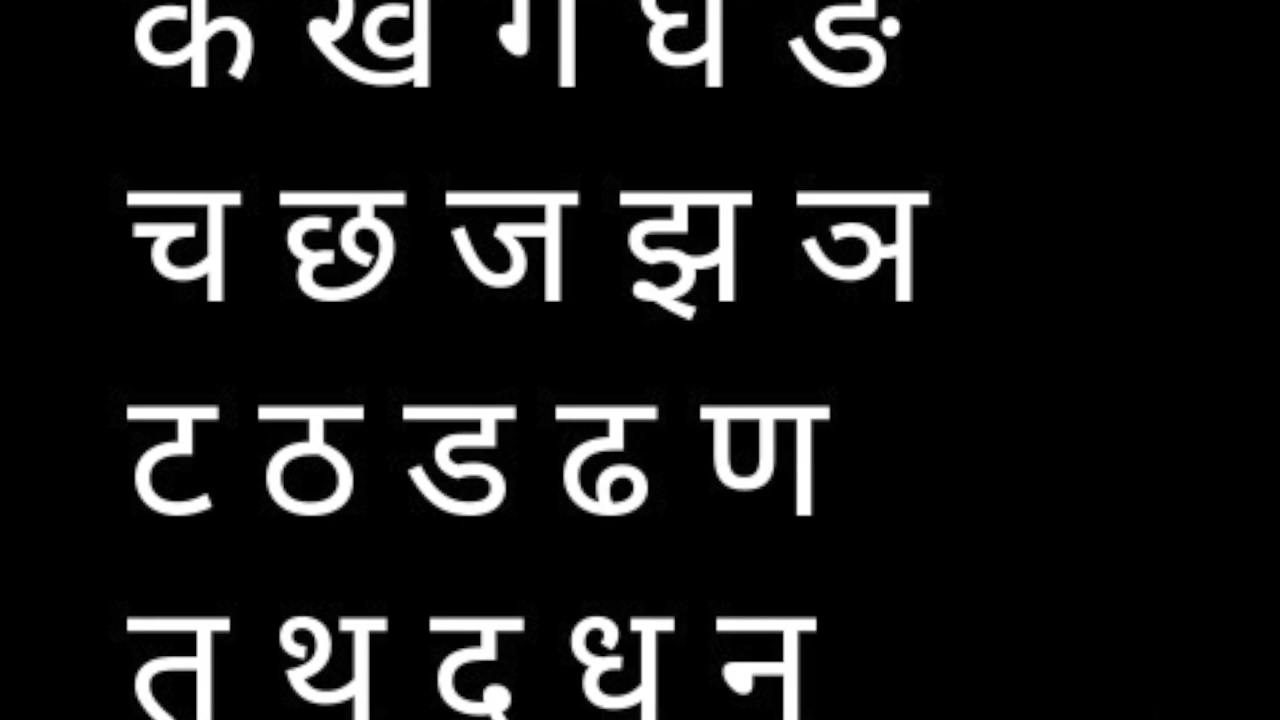 क ख ग घ ङ
च छ ज झ ञ
ट ठ ड ढ ण
त थ द ध न